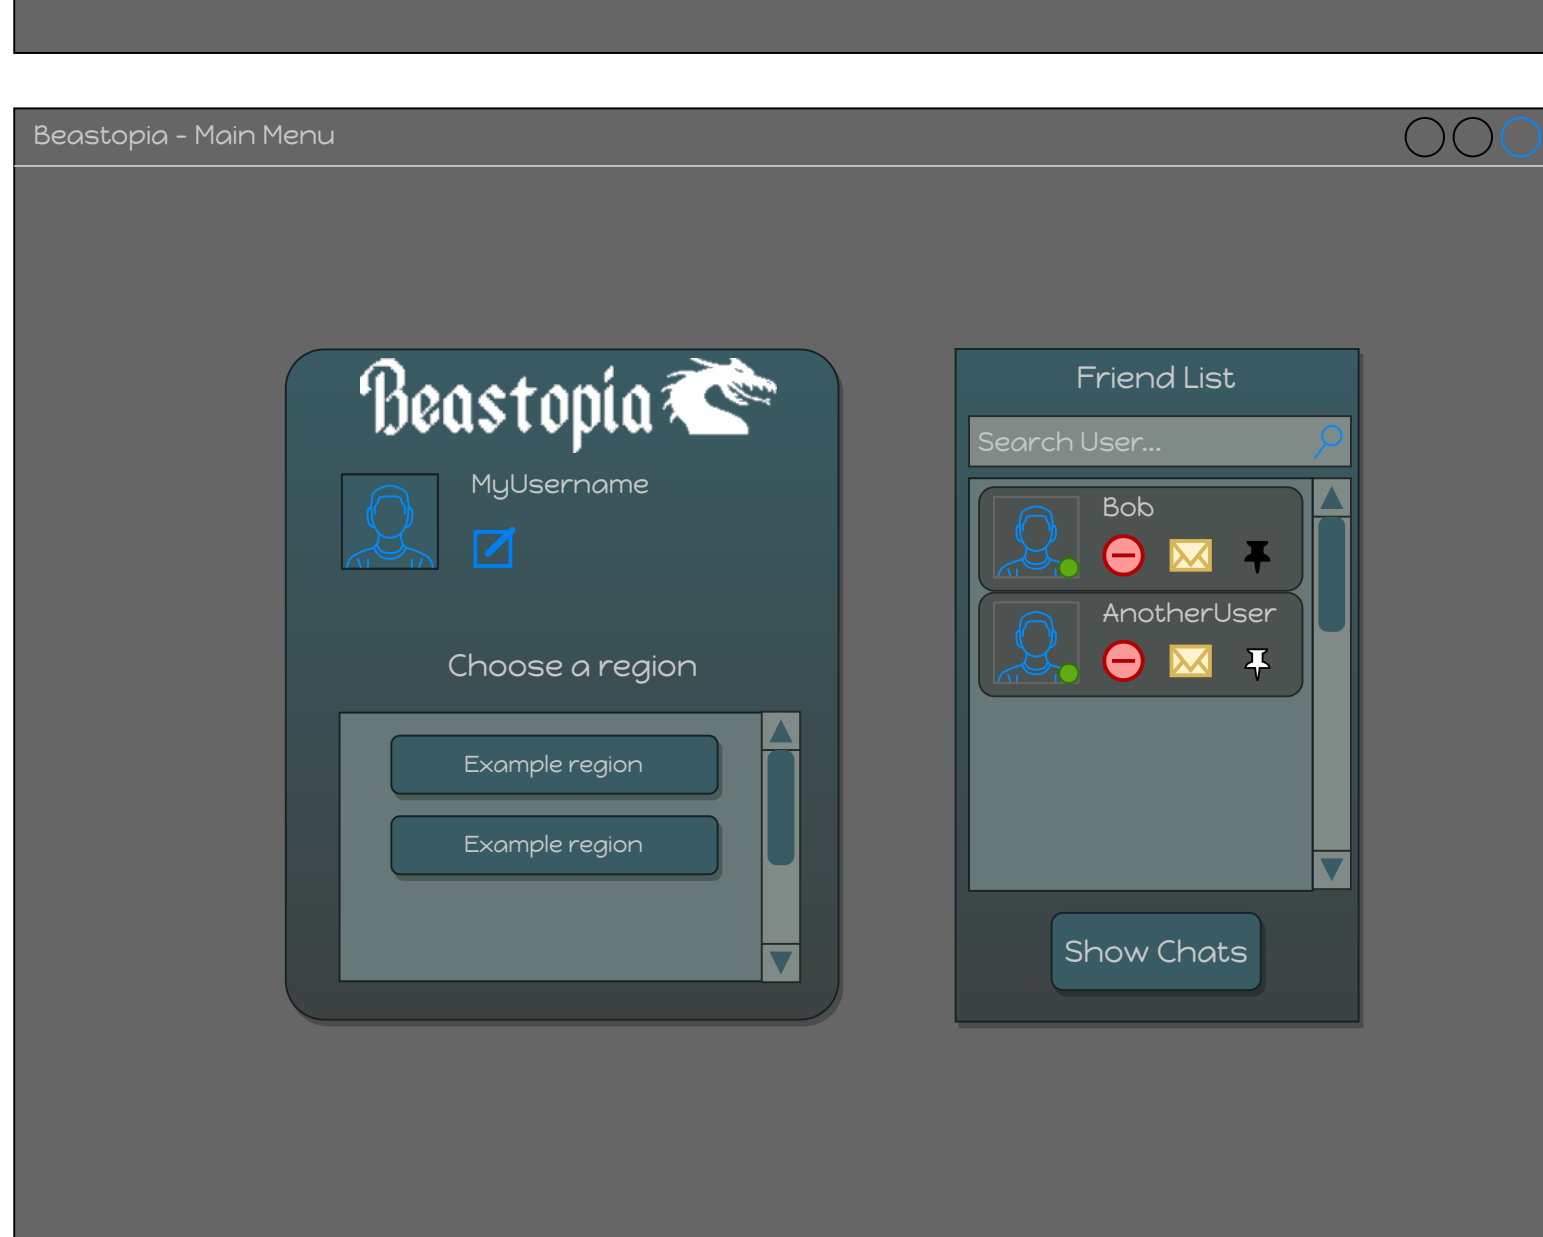 Beastopia - Main Menu
Beastopia
MyUsername
Choose a region
Example region
Example region
Friend List
Search User...
Bob
AnotherUser
Show Chats